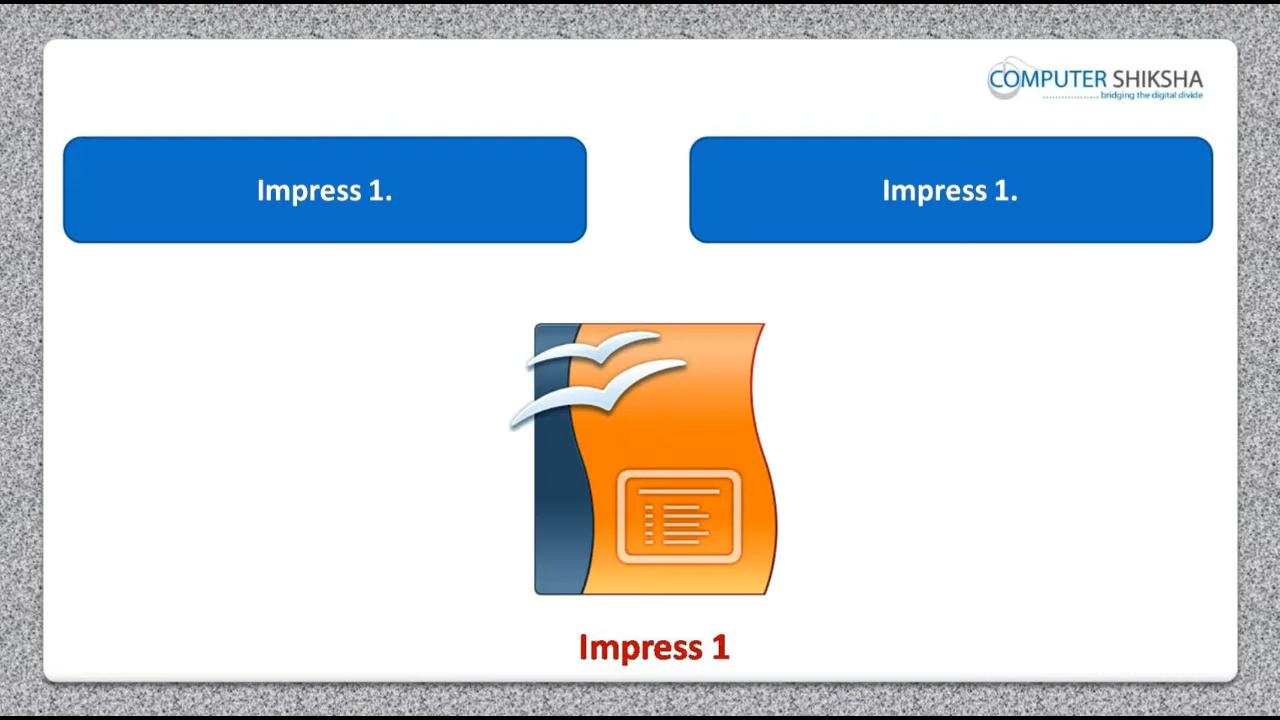 COMPUTER SHIKSHA
bridging the digital divide
Impress 1.
Impress 1.
Impress 1